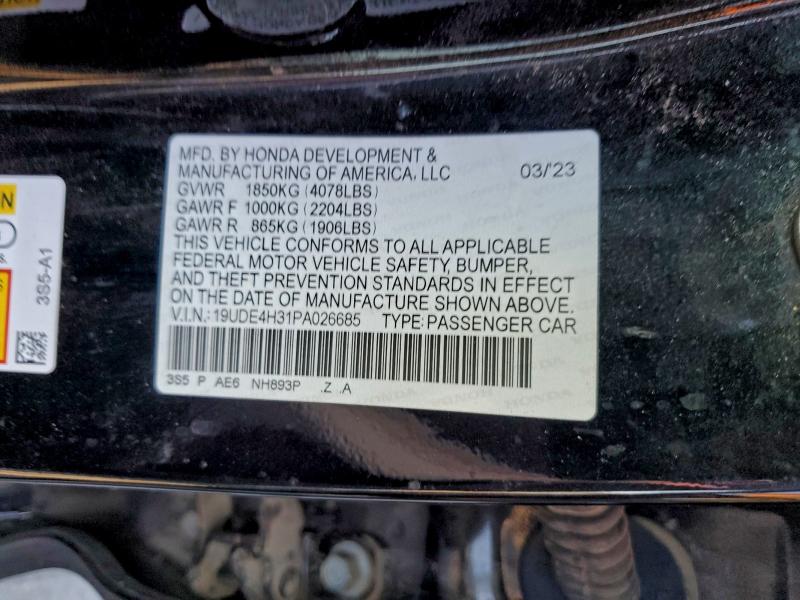 MFD. BY HONDA DEVELOPMENT &
MANUFACTURING OF AMERICA, LLC 03/23
GVWR 1850KG (4078LBS)
GAWR F 1000KG (2204LBS)
GAWR R 865KG (1906LBS)
THIS VEHICLE CONFORMS TO ALL APPLICABLE
FEDERAL MOTOR VEHICLE SAFETY, BUMPER,
AND THEFT PREVENTION STANDARDS IN EFFECT
ON THE DATE OF MANUFACTURE SHOWN ABOVE.
V.I.N.: 19UDE4H31PA026685 TYPE: PASSENGER CAR
3S5 P AE6 NH893P .Z .A
3S5-A1